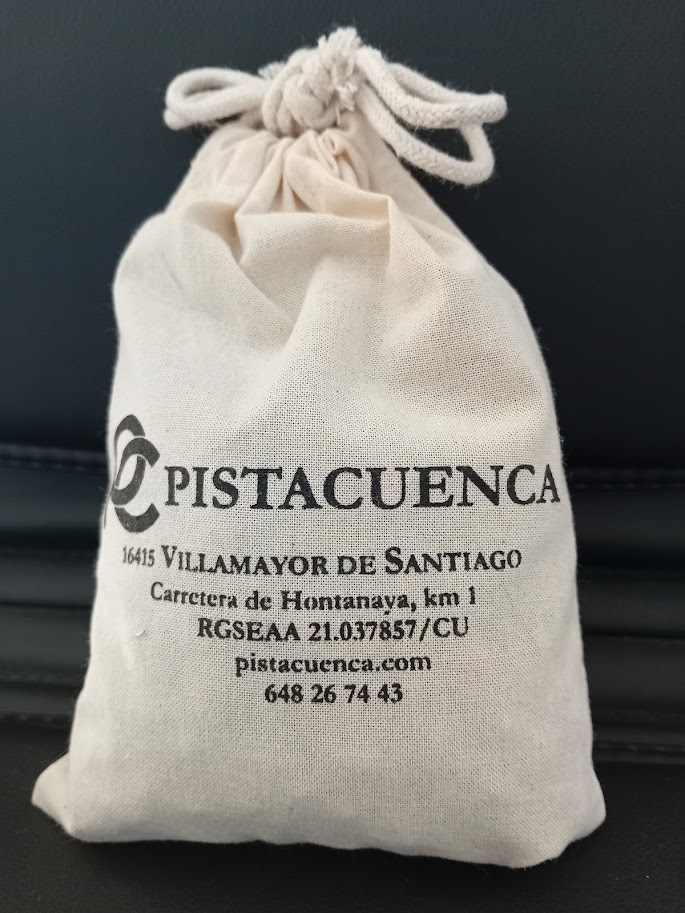 PISTACUENCA
16415 VILLAMAYOR DE SANTIAGO
Carretera de Hontanaya, km 1
RGSEAA 21.037857/CU
pistacuenca.com
648 26 74 43